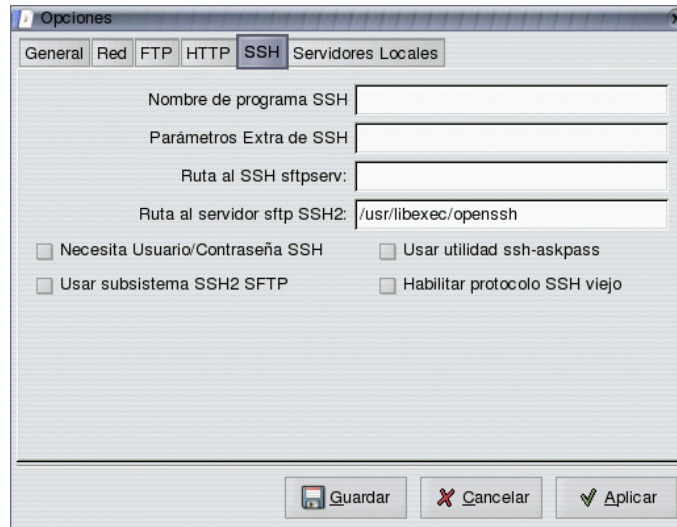 Opciones
General Red FTP HTTP SSH Servidores Locales
Nombre de programa SSH
Parámetros Extra de SSH
Ruta al SSH sftpserv:
Ruta al servidor sftp SSH2: /usr/libexec/openssh
Necesita Usuario/Contraseña SSH Usar utilidad ssh-askpass
Usar subsistema SSH2 SFTP Habilitar protocolo SSH viejo
Guardar Cancelar Aplicar